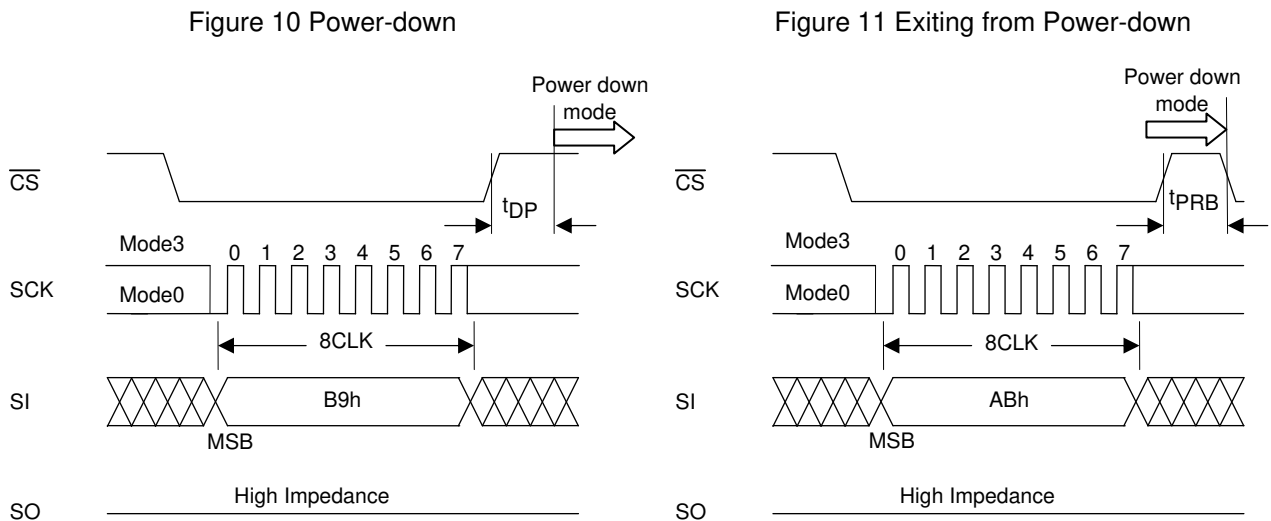 Figure 10 Power-down
Power down
mode
CS
tDP
Mode3
0 1 2 3 4 5 6 7
SCK
Mode0
8CLK
SI
B9h
MSB
High Impedance
SO
Figure 11 Exiting from Power-down
Power down
mode
CS
tPRB
Mode3
0 1 2 3 4 5 6 7
SCK
Mode0
8CLK
SI
ABh
MSB
High Impedance
SO